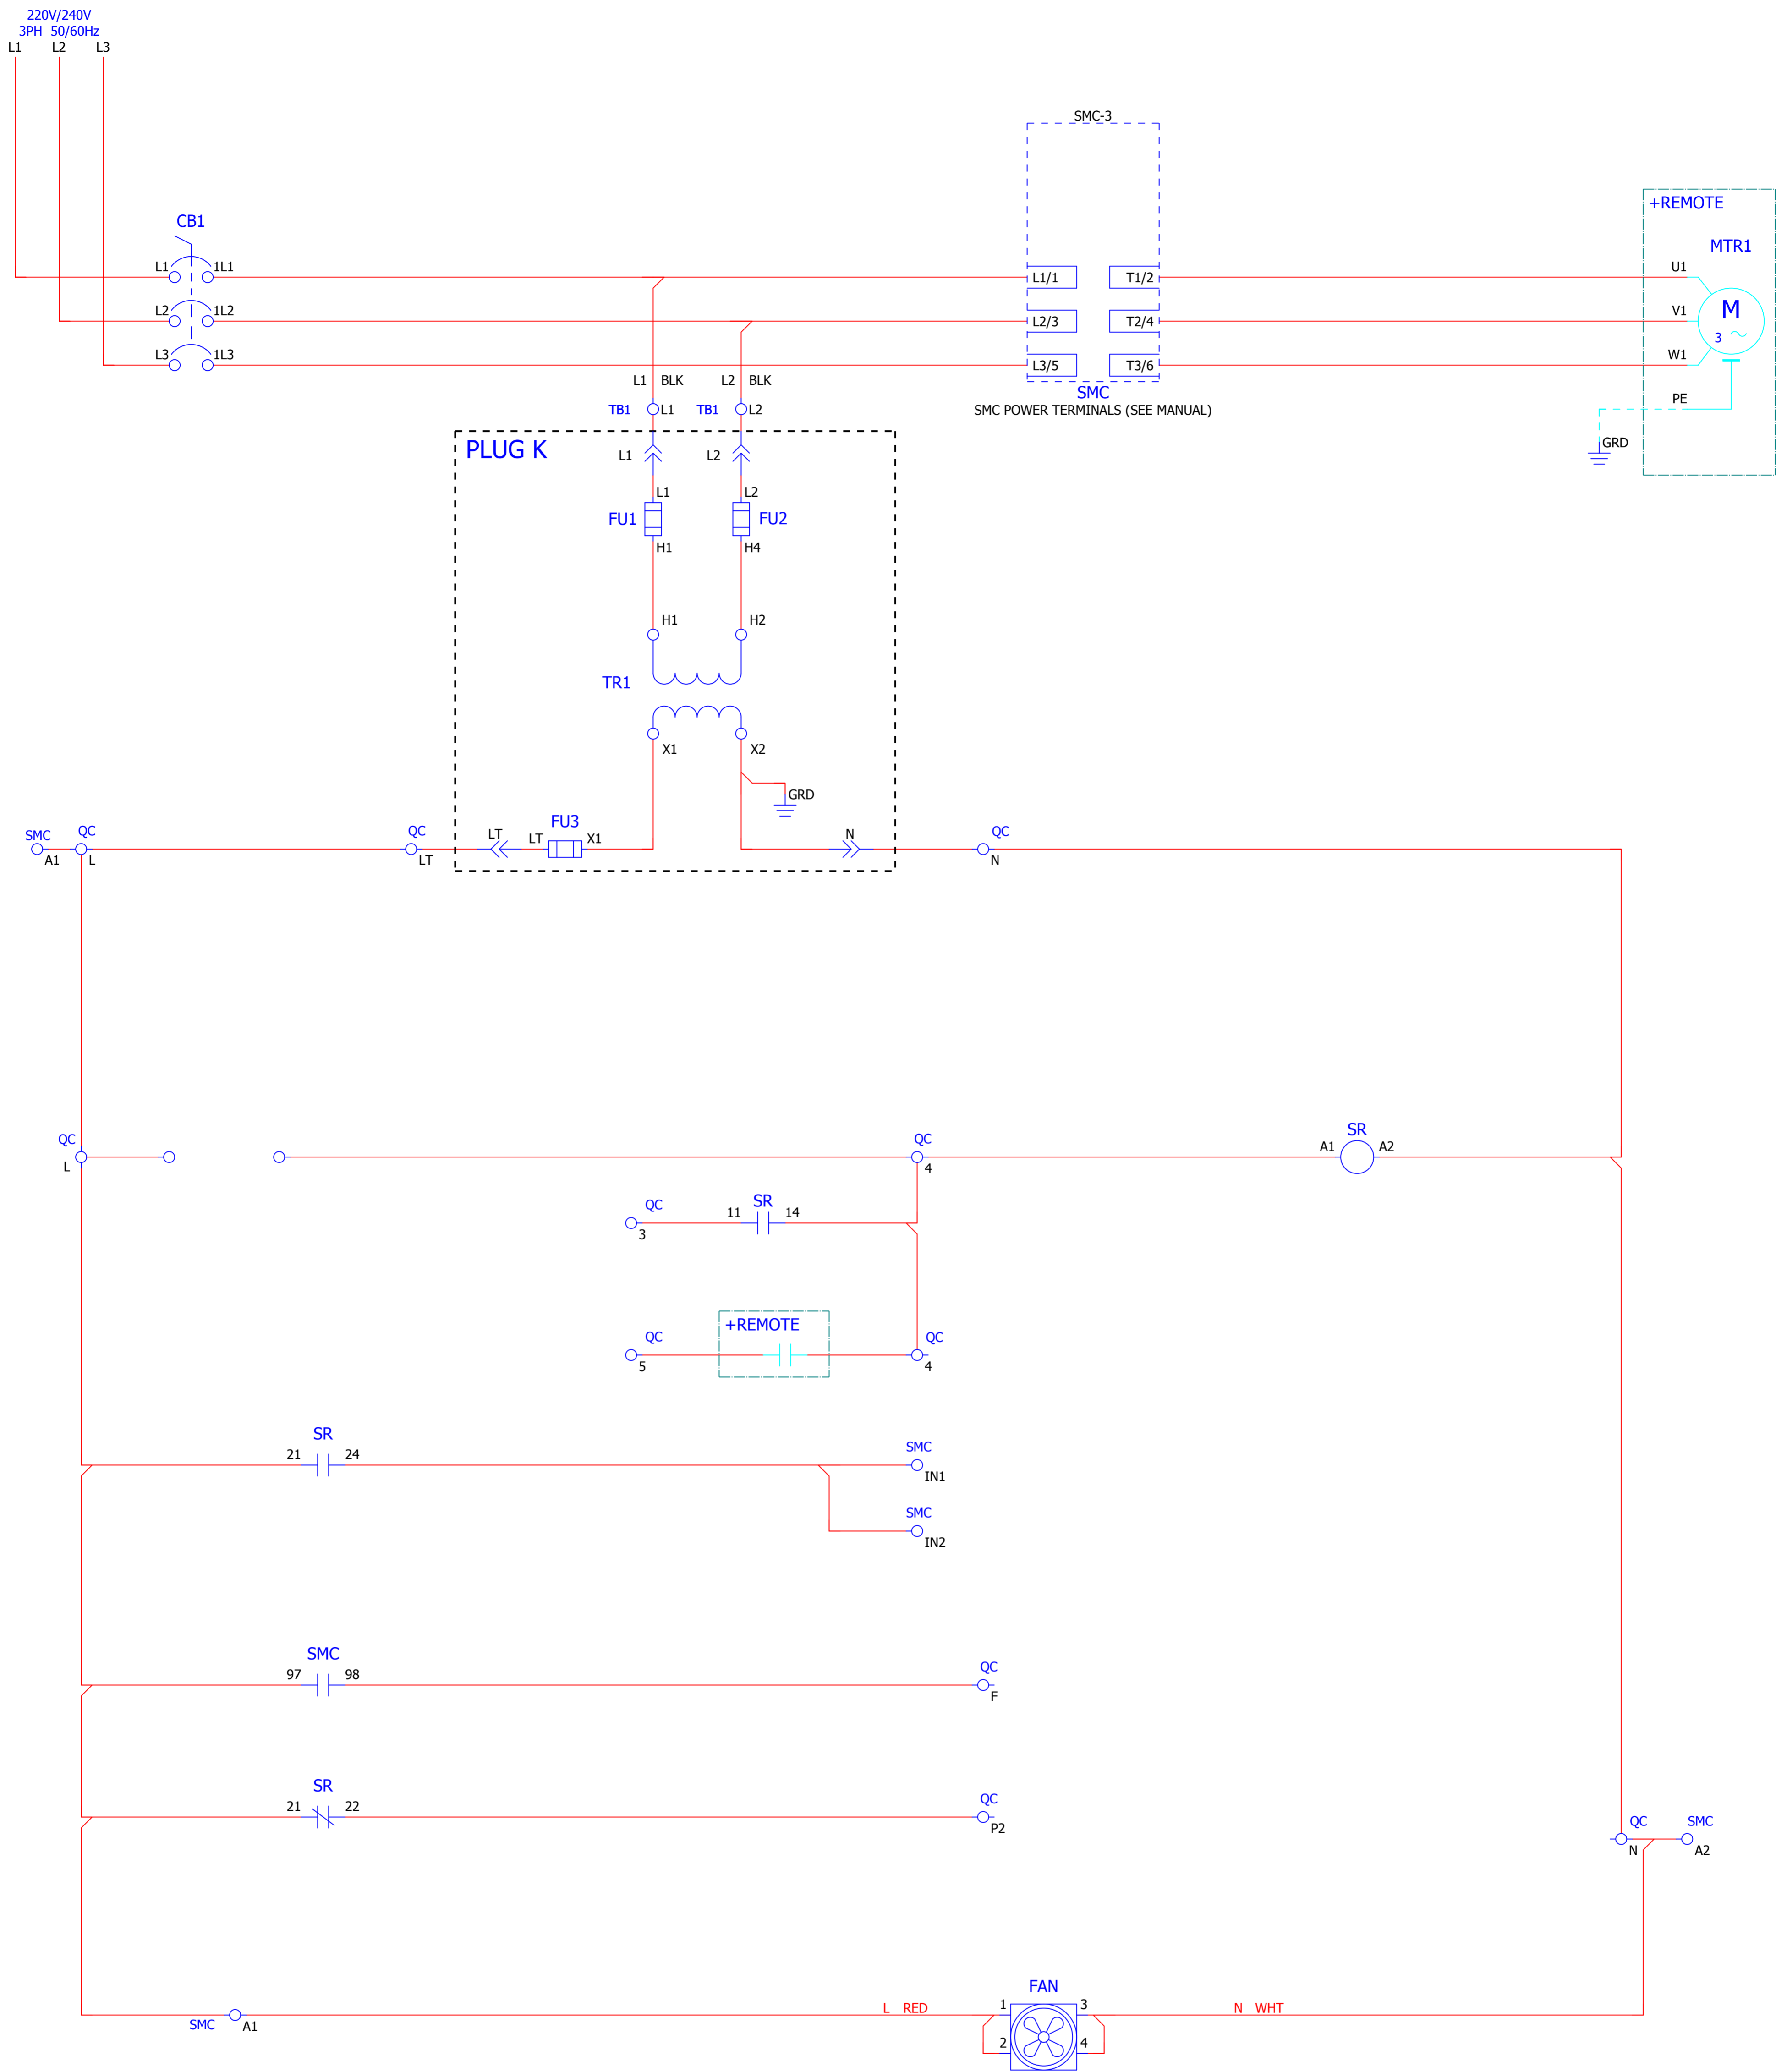 220V/240V
3PH 50/60Hz
L1 L2 L3
SMC-3
+REMOTE
CB1
MTR1
L1 1L1 L1/1 T1/2 U1
L2 1L2 L2/3 T2/4 V1
M
3
L3 1L3 L3/5 T3/6 W1
L1 BLK L2 BLK
SMC
SMC POWER TERMINALS (SEE MANUAL)
PE
TB1 L1 TB1 L2
GRD
PLUG K
L1 L2
L1 L2
FU1 FU2
H1 H4
H1 H2
TR1
X1 X2
GRD
FU3
SMC QC QC LT LT X1 N QC
A1 L LT N
SR
QC QC A1 A2
L 4
QC 11 SR 14
3
+REMOTE
QC QC
5 4
SR
21 24 SMC
IN1
SMC
IN2
SMC
97 98 QC
F
SR
21 22 QC
P2
QC SMC
N A2
FAN
L RED 1 3 N WHT
SMC A1
2 4